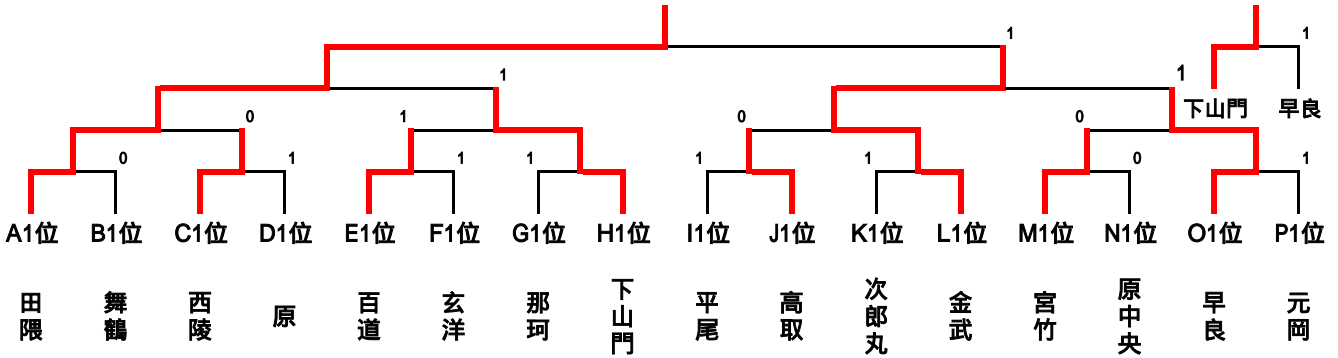 1
1
1
1
下山門
早良
0
1
0
0
0
1
1
1
1
1
0
1
A1位
B1位
C1位
D1位
E1位
F1位
G1位
H1位
I1位
J1位
K1位
L1位
M1位
N1位
O1位
P1位
田隈
舞鶴
西陵
原
百道
玄洋
那珂
下山門
平尾
高取
次郎丸
金武
宮竹
原中央
早良
元岡